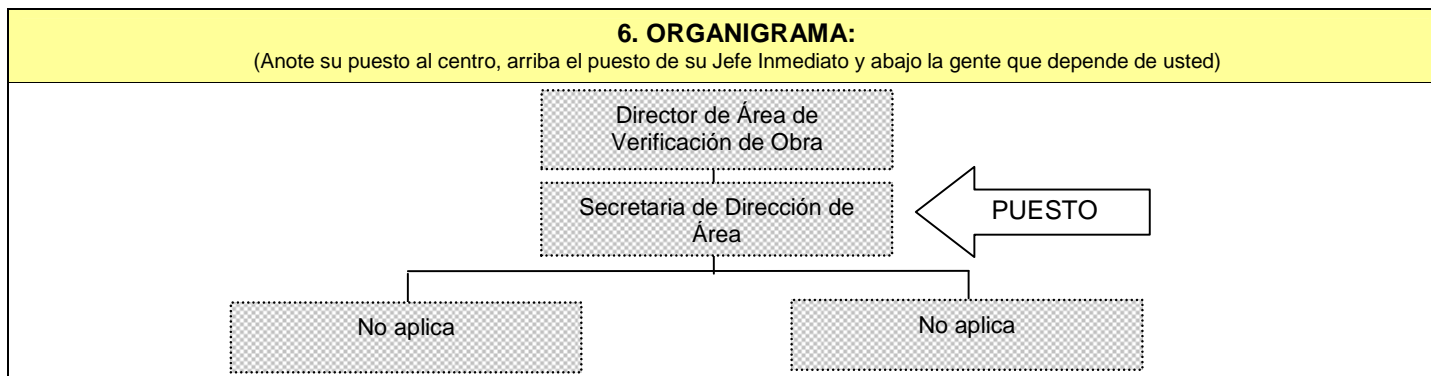 6. ORGANIGRAMA:
(Anote su puesto al centro, arriba el puesto de su Jefe Inmediato y abajo la gente que depende de usted)
Director de Área de
Verificación de Obra
Secretaria de Dirección de
Área
PUESTO
No aplica
No aplica